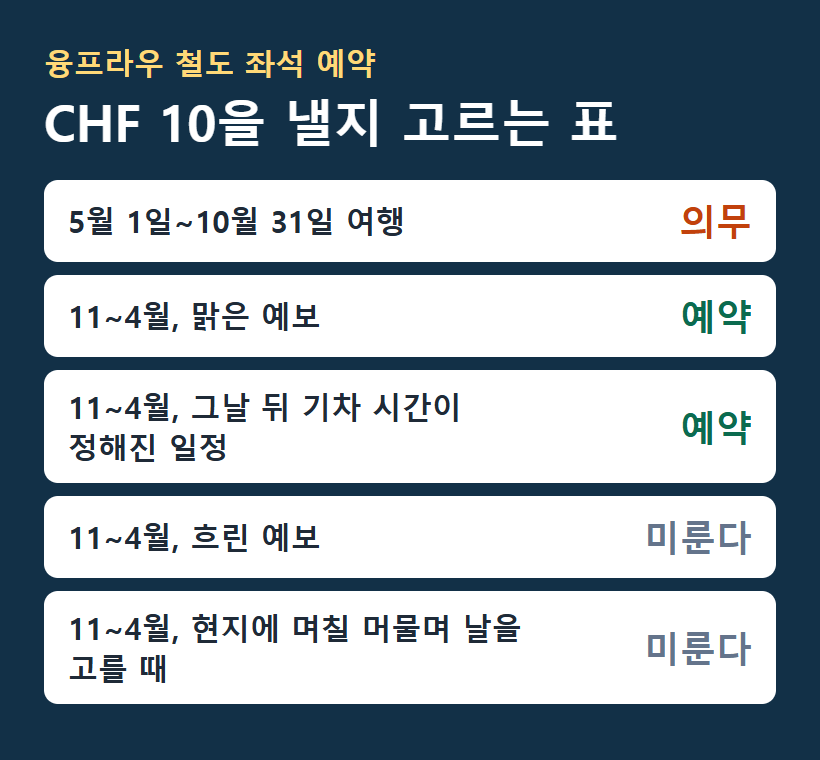 융프라우 철도 좌석 예약
CHF 10을 낼지 고르는 표
5월 1일~10월 31일 여행
의무
11~4월, 맑은 예보
예약
11~4월, 그날 뒤 기차 시간이
정해진 일정
예약
11~4월, 흐린 예보
미룬다
11~4월, 현지에 며칠 머물며 날을
고를 때
미룬다